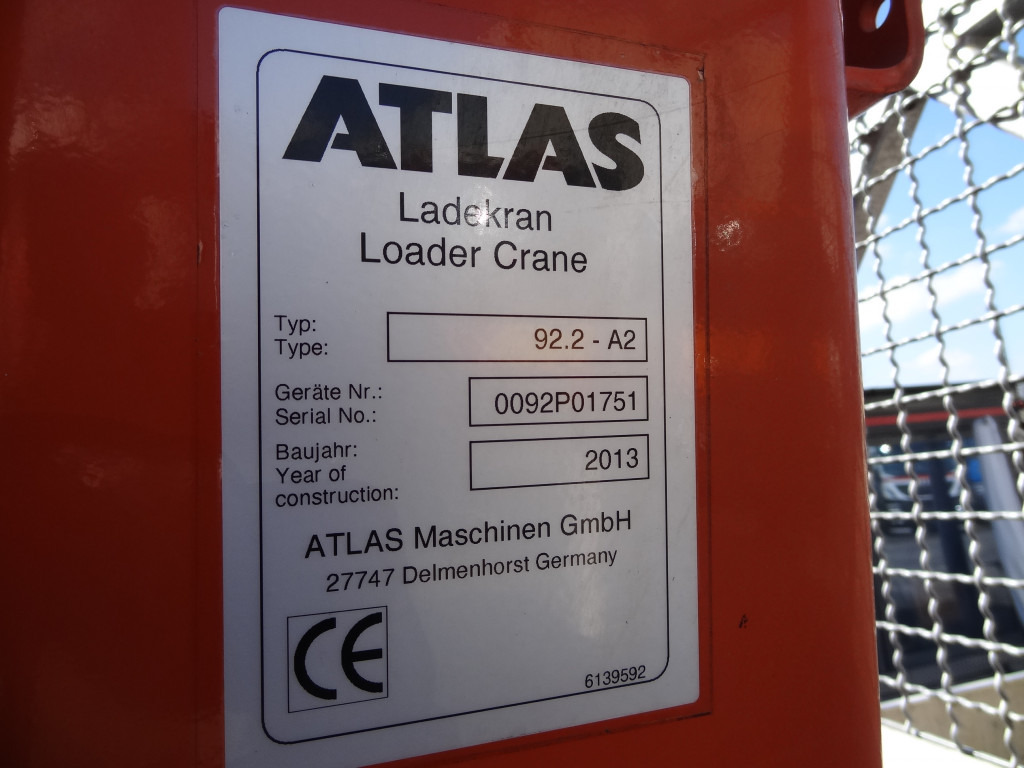 ATLAS
Ladekran
Loader Crane
Typ:
Type:
92.2 - A2
Geräte Nr.:
Serial No.:
0092P01751
Baujahr:
Year of
construction:
2013
ATLAS Maschinen GmbH
27747 Delmenhorst Germany
CE
6139592